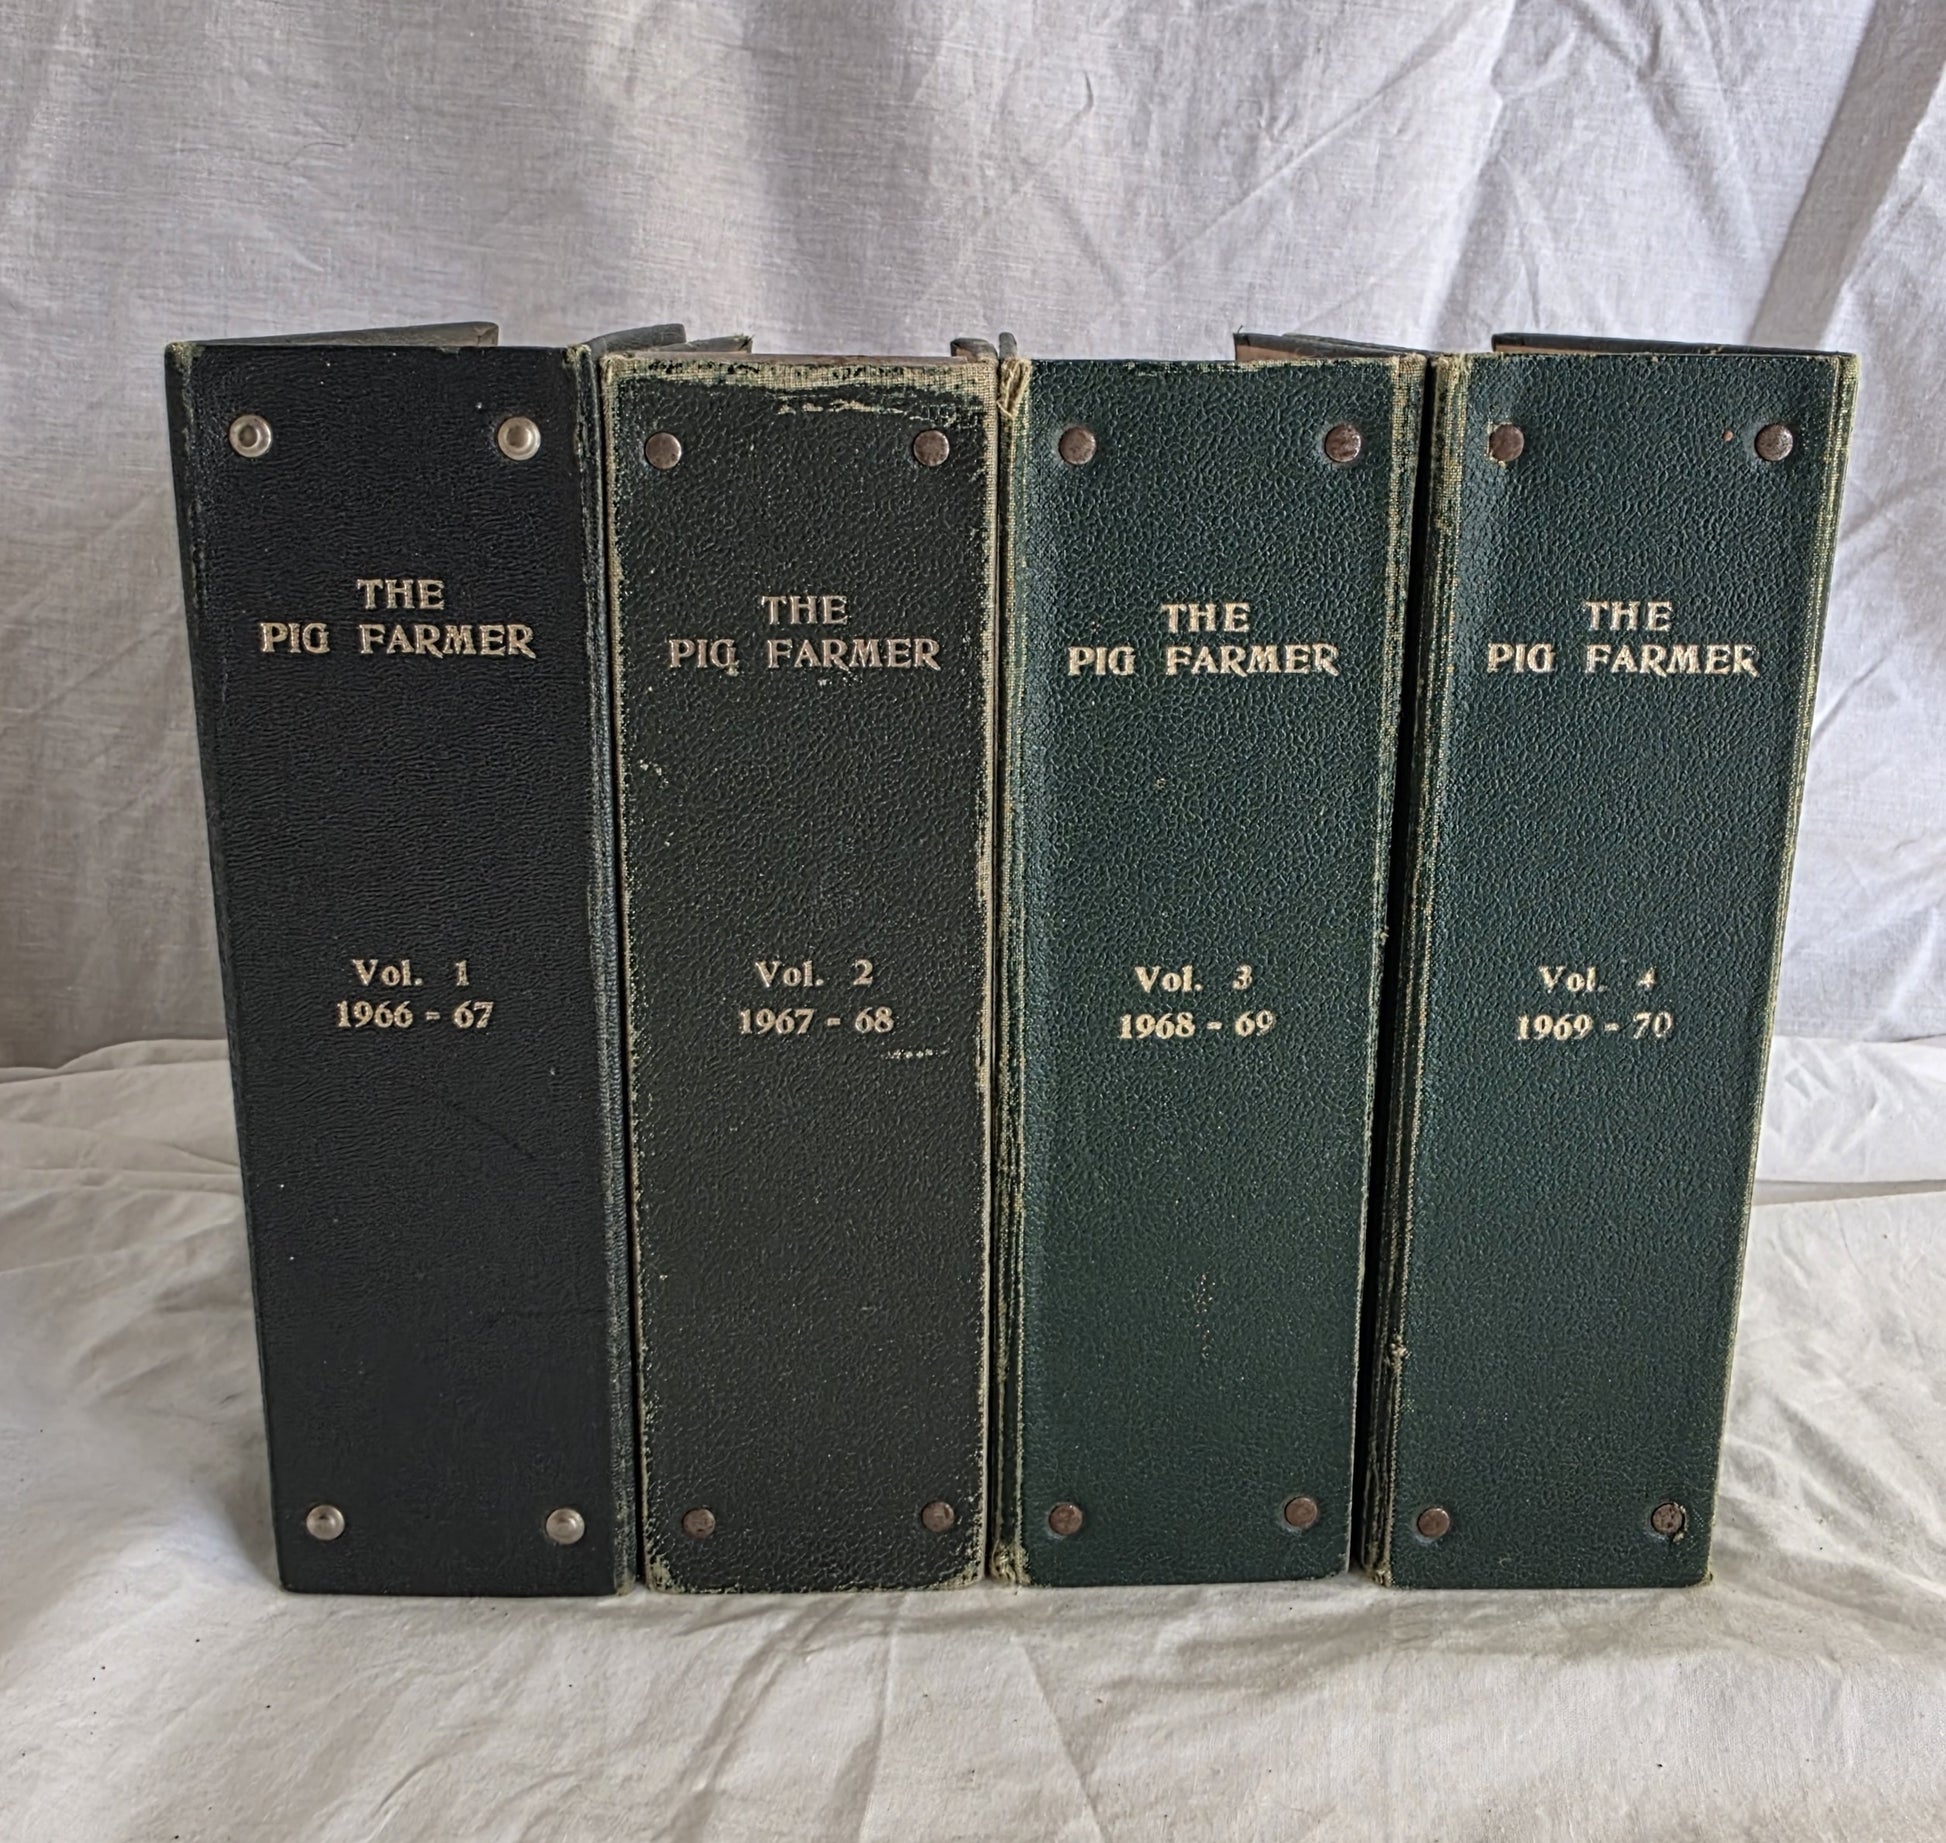 THE
PIG FARMER
Vol. 1
1966 - 67
THE
PIG FARMER
Vol. 2
1967 - 68
THE
PIG FARMER
Vol. 3
1968 - 69
THE
PIG FARMER
Vol. 4
1969 - 70